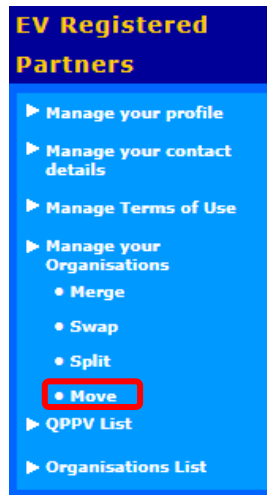 EV Registered
Partners
Manage your profile
Manage your contact
details
Manage Terms of Use
Manage your
Organisations
Merge
Swap
Split
Move
QPPV List
Organisations List